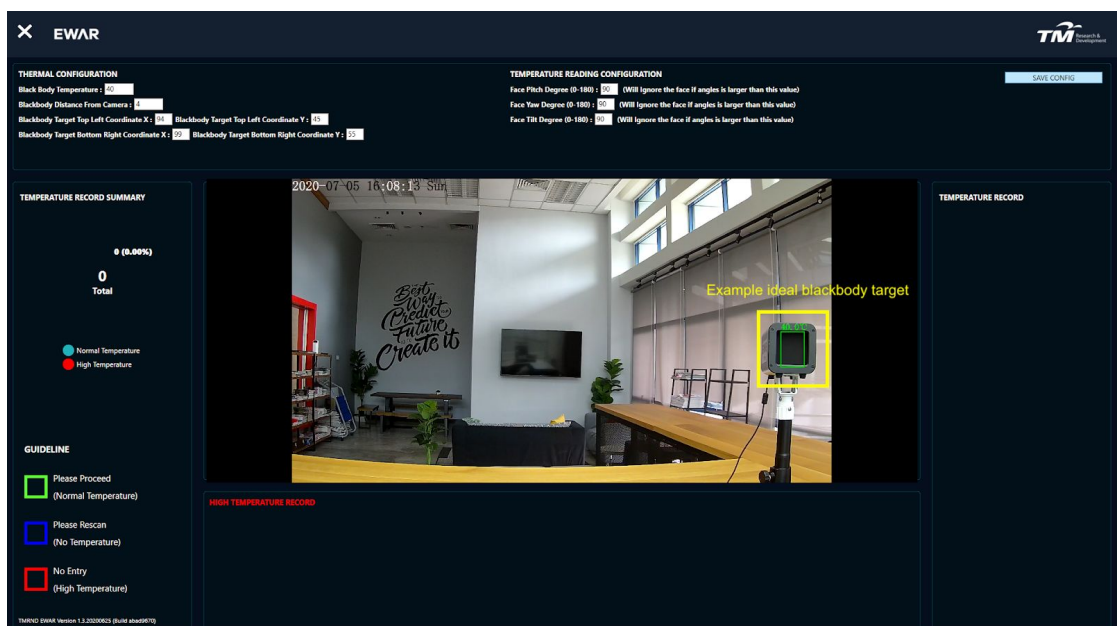 EWAR
TM Research & Development
THERMAL CONFIGURATION
Black Body Temperature : 40
Blackbody Distance From Camera : 4
Blackbody Target Top Left Coordinate X : 94 Blackbody Target Top Left Coordinate Y : 45
Blackbody Target Bottom Right Coordinate X : 99 Blackbody Target Bottom Right Coordinate Y : 55
TEMPERATURE READING CONFIGURATION
Face Pitch Degree (0-180) : 90 (Will Ignore the face if angles is larger than this value)
Face Yaw Degree (0-180) : 90 (Will Ignore the face if angles is larger than this value)
Face Tilt Degree (0-180) : 90 (Will Ignore the face if angles is larger than this value)
SAVE CONFIG
TEMPERATURE RECORD SUMMARY
0 (0.00%)
0
Total
Normal Temperature
High Temperature
GUIDELINE
Please Proceed
(Normal Temperature)
Please Rescan
(No Temperature)
No Entry
(High Temperature)
TMRND EWAR Version 1.3.20200625 (Build abad9670)
2020-07-05 16:08:13 Sun
Best
Way
Predict
Future
Create it
Example ideal blackbody target
HIGH TEMPERATURE RECORD
TEMPERATURE RECORD